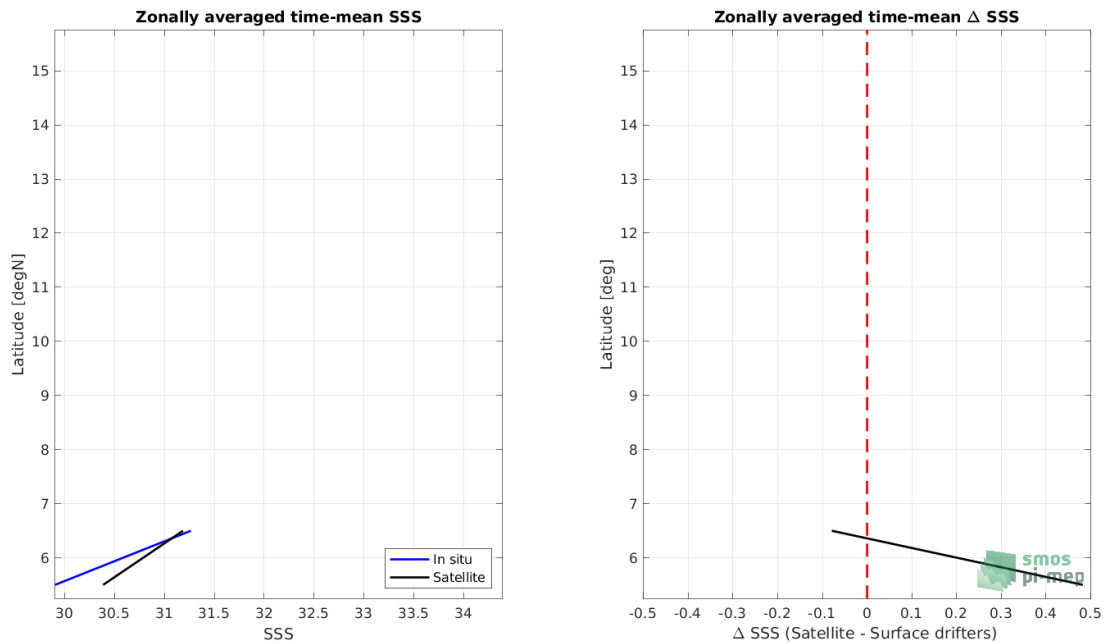 Zonally averaged time-mean SSS
15
14
13
12
11
10
9
8
7
6
Latitude [degN]
30 30.5 31 31.5 32 32.5 33 33.5 34
SSS
In situ
Satellite
Zonally averaged time-mean Δ SSS
15
14
13
12
11
10
9
8
7
6
Latitude [deg]
-0.5 -0.4 -0.3 -0.2 -0.1 0 0.1 0.2 0.3 0.4 0.5
Δ SSS (Satellite - Surface drifters)
smos
pi-mep